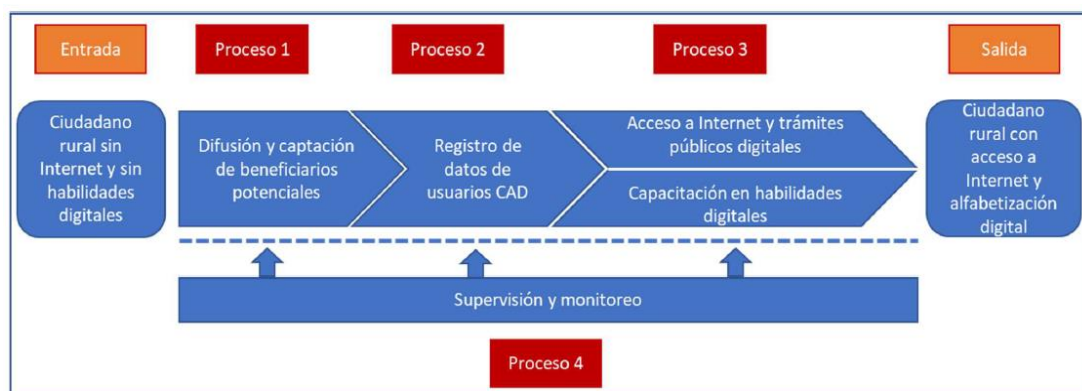 Entrada
Proceso 1
Proceso 2
Proceso 3
Salida
Ciudadano
rural sin
Internet y sin
habilidades
digitales
Difusión y captación
de beneficiarios
potenciales
Registro de
datos de
usuarios CAD
Acceso a Internet y trámites
públicos digitales
Capacitación en habilidades
digitales
Ciudadano
rural con
acceso a
Internet y
alfabetización
digital
Supervisión y monitoreo
Proceso 4